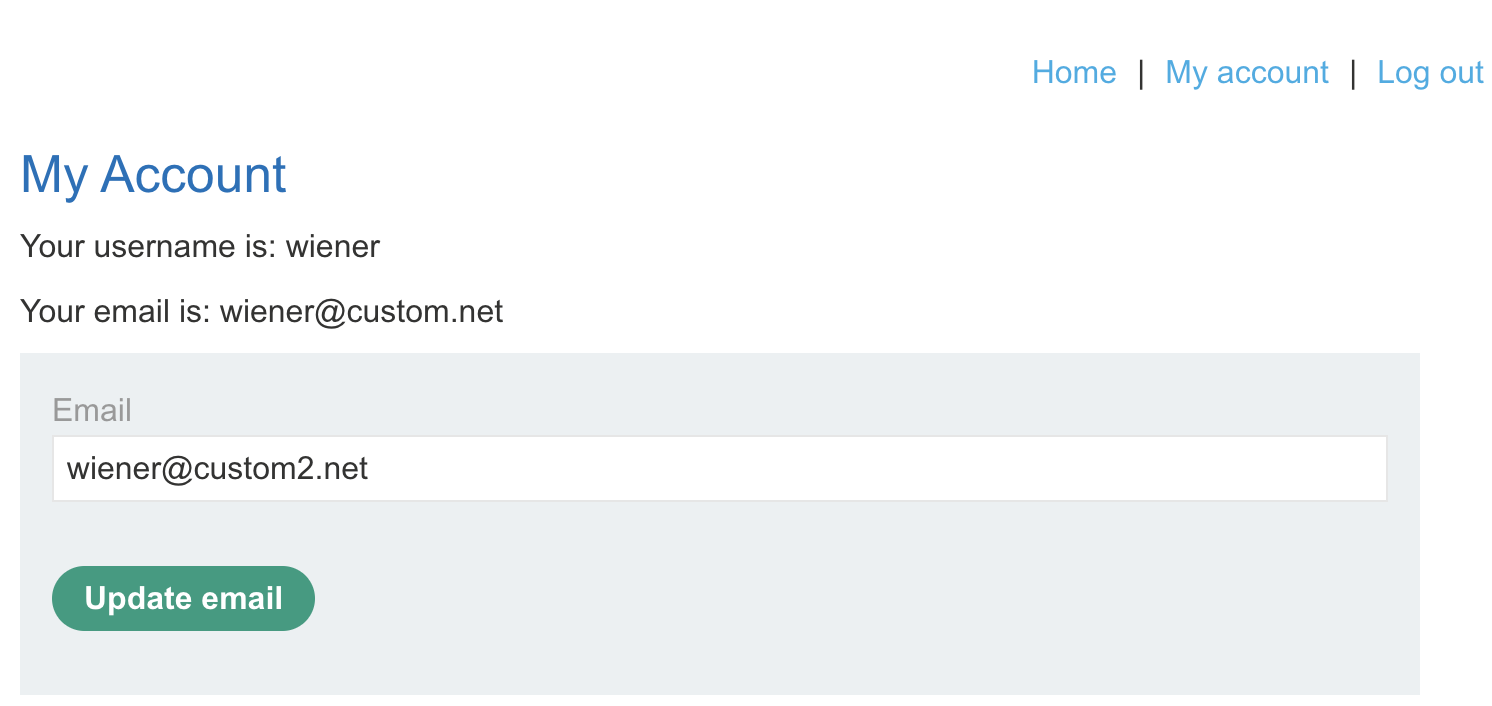 Home | My account | Log out
My Account
Your username is: wiener
Your email is: wiener@custom.net
Email
wiener@custom2.net
Update email